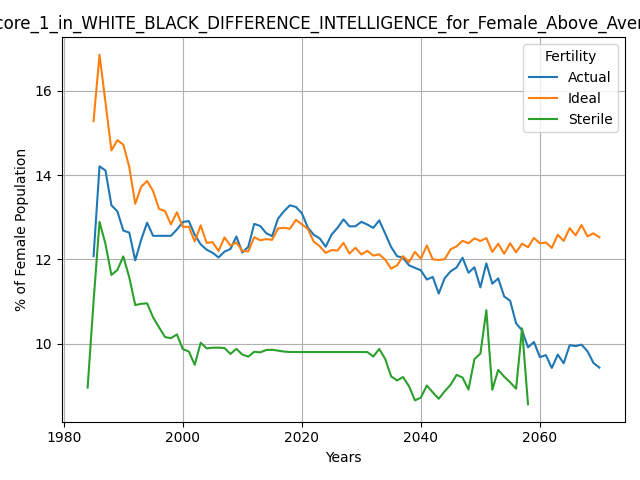 core_1_in_WHITE_BLACK_DIFFERENCE_INTELLIGENCE_for_Female_Above_Aver
Fertility
Actual
Ideal
Sterile
% of Female Population
16
14
12
10
1980
2000
2020
2040
2060
Years